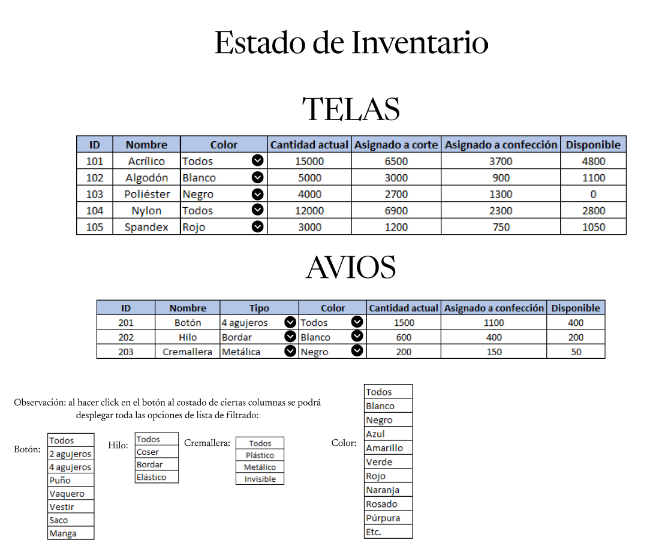 Estado de Inventario
TELAS
ID Nombre Color Cantidad actual Asignado a corte Asignado a confección Disponible
101 Acrílico Todos 15000 6500 3700 4800
102 Algodón Blanco 5000 3000 900 1100
103 Poliéster Negro 4000 2700 1300 0
104 Nylon Todos 12000 6900 2300 2800
105 Spandex Rojo 3000 1200 750 1050
AVIOS
ID Nombre Tipo Color Cantidad actual Asignado a confección Disponible
201 Botón 4 agujeros Todos 1500 1100 400
202 Hilo Bordar Blanco 600 400 200
203 Cremallera Metálica Negro 200 150 50
Observación: al hacer click en el botón al costado de ciertas columnas se podrá
desplegar toda las opciones de lista de filtrado:
Botón:
Todos
2 agujeros
4 agujeros
Puño
Vaquero
Vestir
Saco
Manga
Hilo:
Todos
Coser
Bordar
Elástico
Cremallera:
Todos
Plástico
Metálico
Invisible
Color:
Todos
Blanco
Negro
Azul
Amarillo
Verde
Rojo
Naranja
Rosado
Púrpura
Etc.